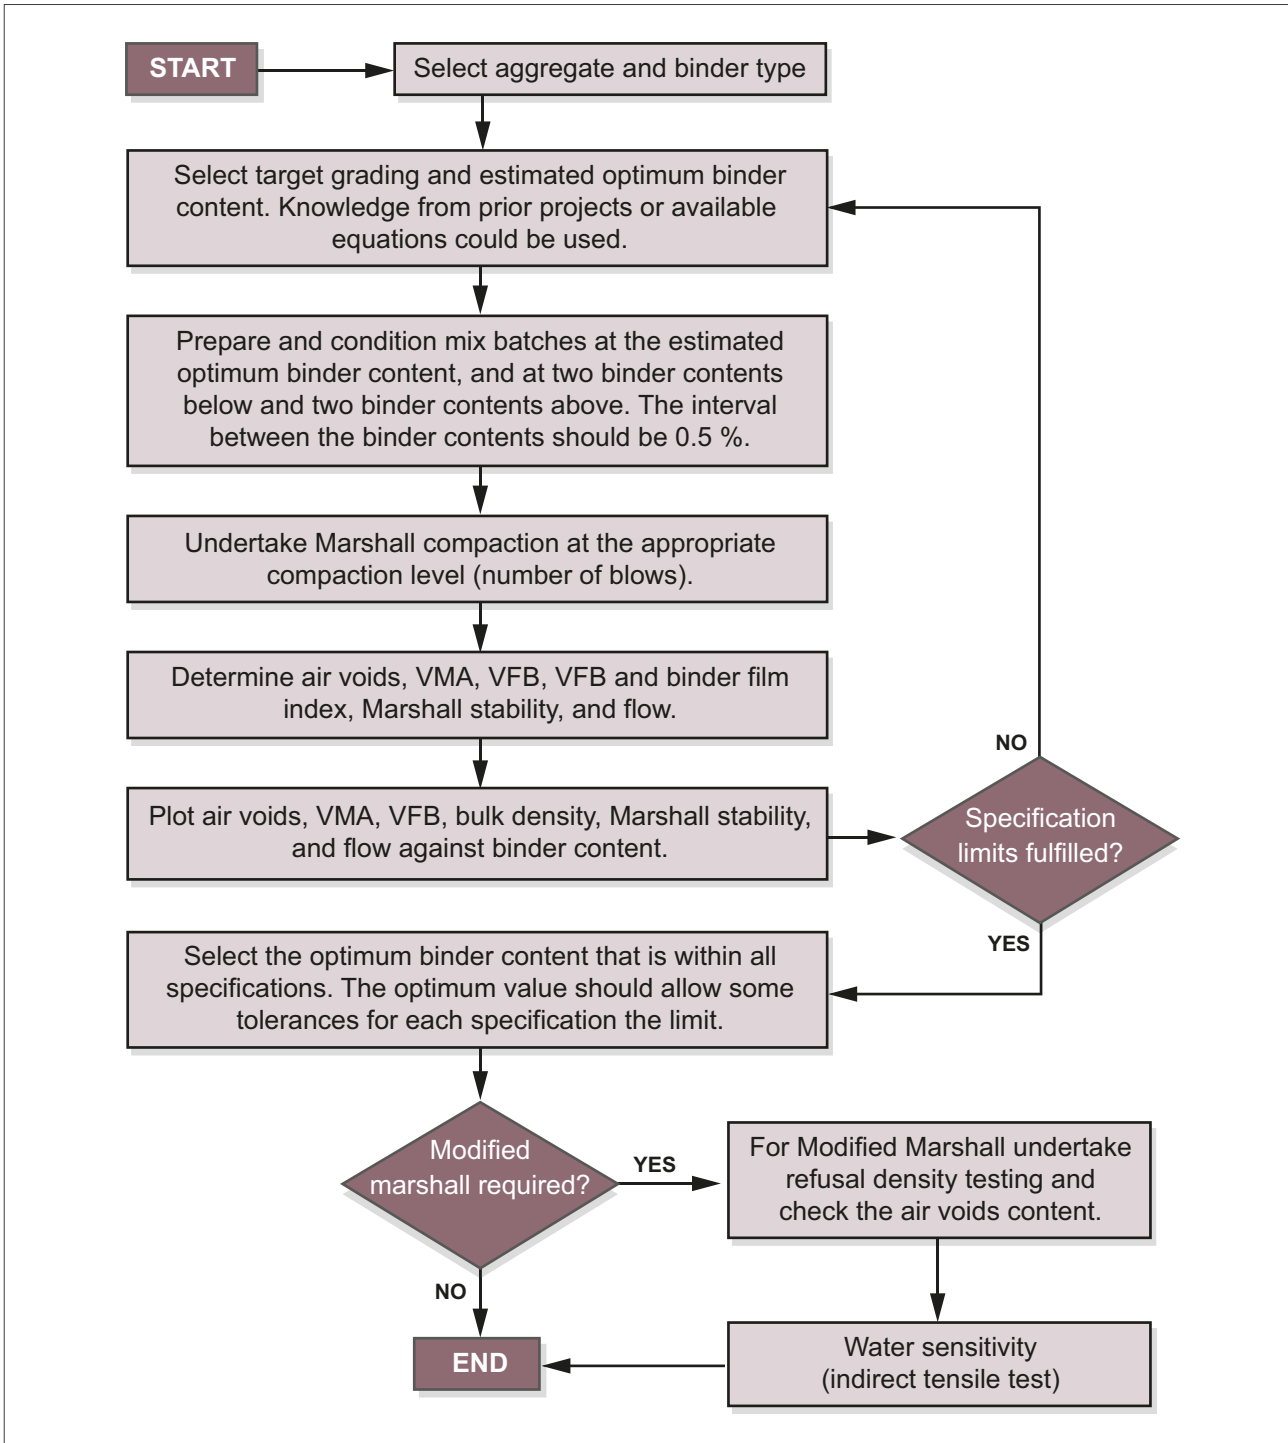 START
Select aggregate and binder type
Select target grading and estimated optimum binder
content. Knowledge from prior projects or available
equations could be used.
Prepare and condition mix batches at the estimated
optimum binder content, and at two binder contents
below and two binder contents above. The interval
between the binder contents should be 0.5 %.
Undertake Marshall compaction at the appropriate
compaction level (number of blows).
Determine air voids, VMA, VFB, VFB and binder film
index, Marshall stability, and flow.
Plot air voids, VMA, VFB, bulk density, Marshall stability,
and flow against binder content.
NO
Specification
limits fulfilled?
YES
Select the optimum binder content that is within all
specifications. The optimum value should allow some
tolerances for each specification the limit.
Modified
marshall required?
YES
For Modified Marshall undertake
refusal density testing and
check the air voids content.
NO
Water sensitivity
(indirect tensile test)
END